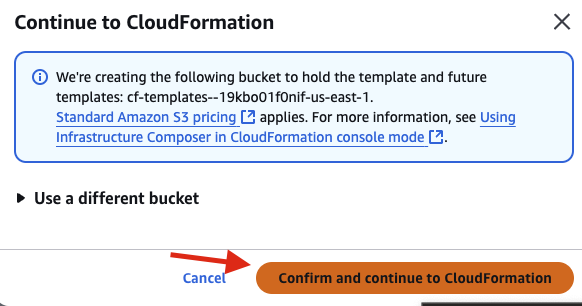 Continue to CloudFormation
We're creating the following bucket to hold the template and future
templates: cf-templates--19kbo01f0nif-us-east-1.
Standard Amazon S3 pricing applies. For more information, see Using
Infrastructure Composer in CloudFormation console mode.
Use a different bucket
Cancel
Confirm and continue to CloudFormation